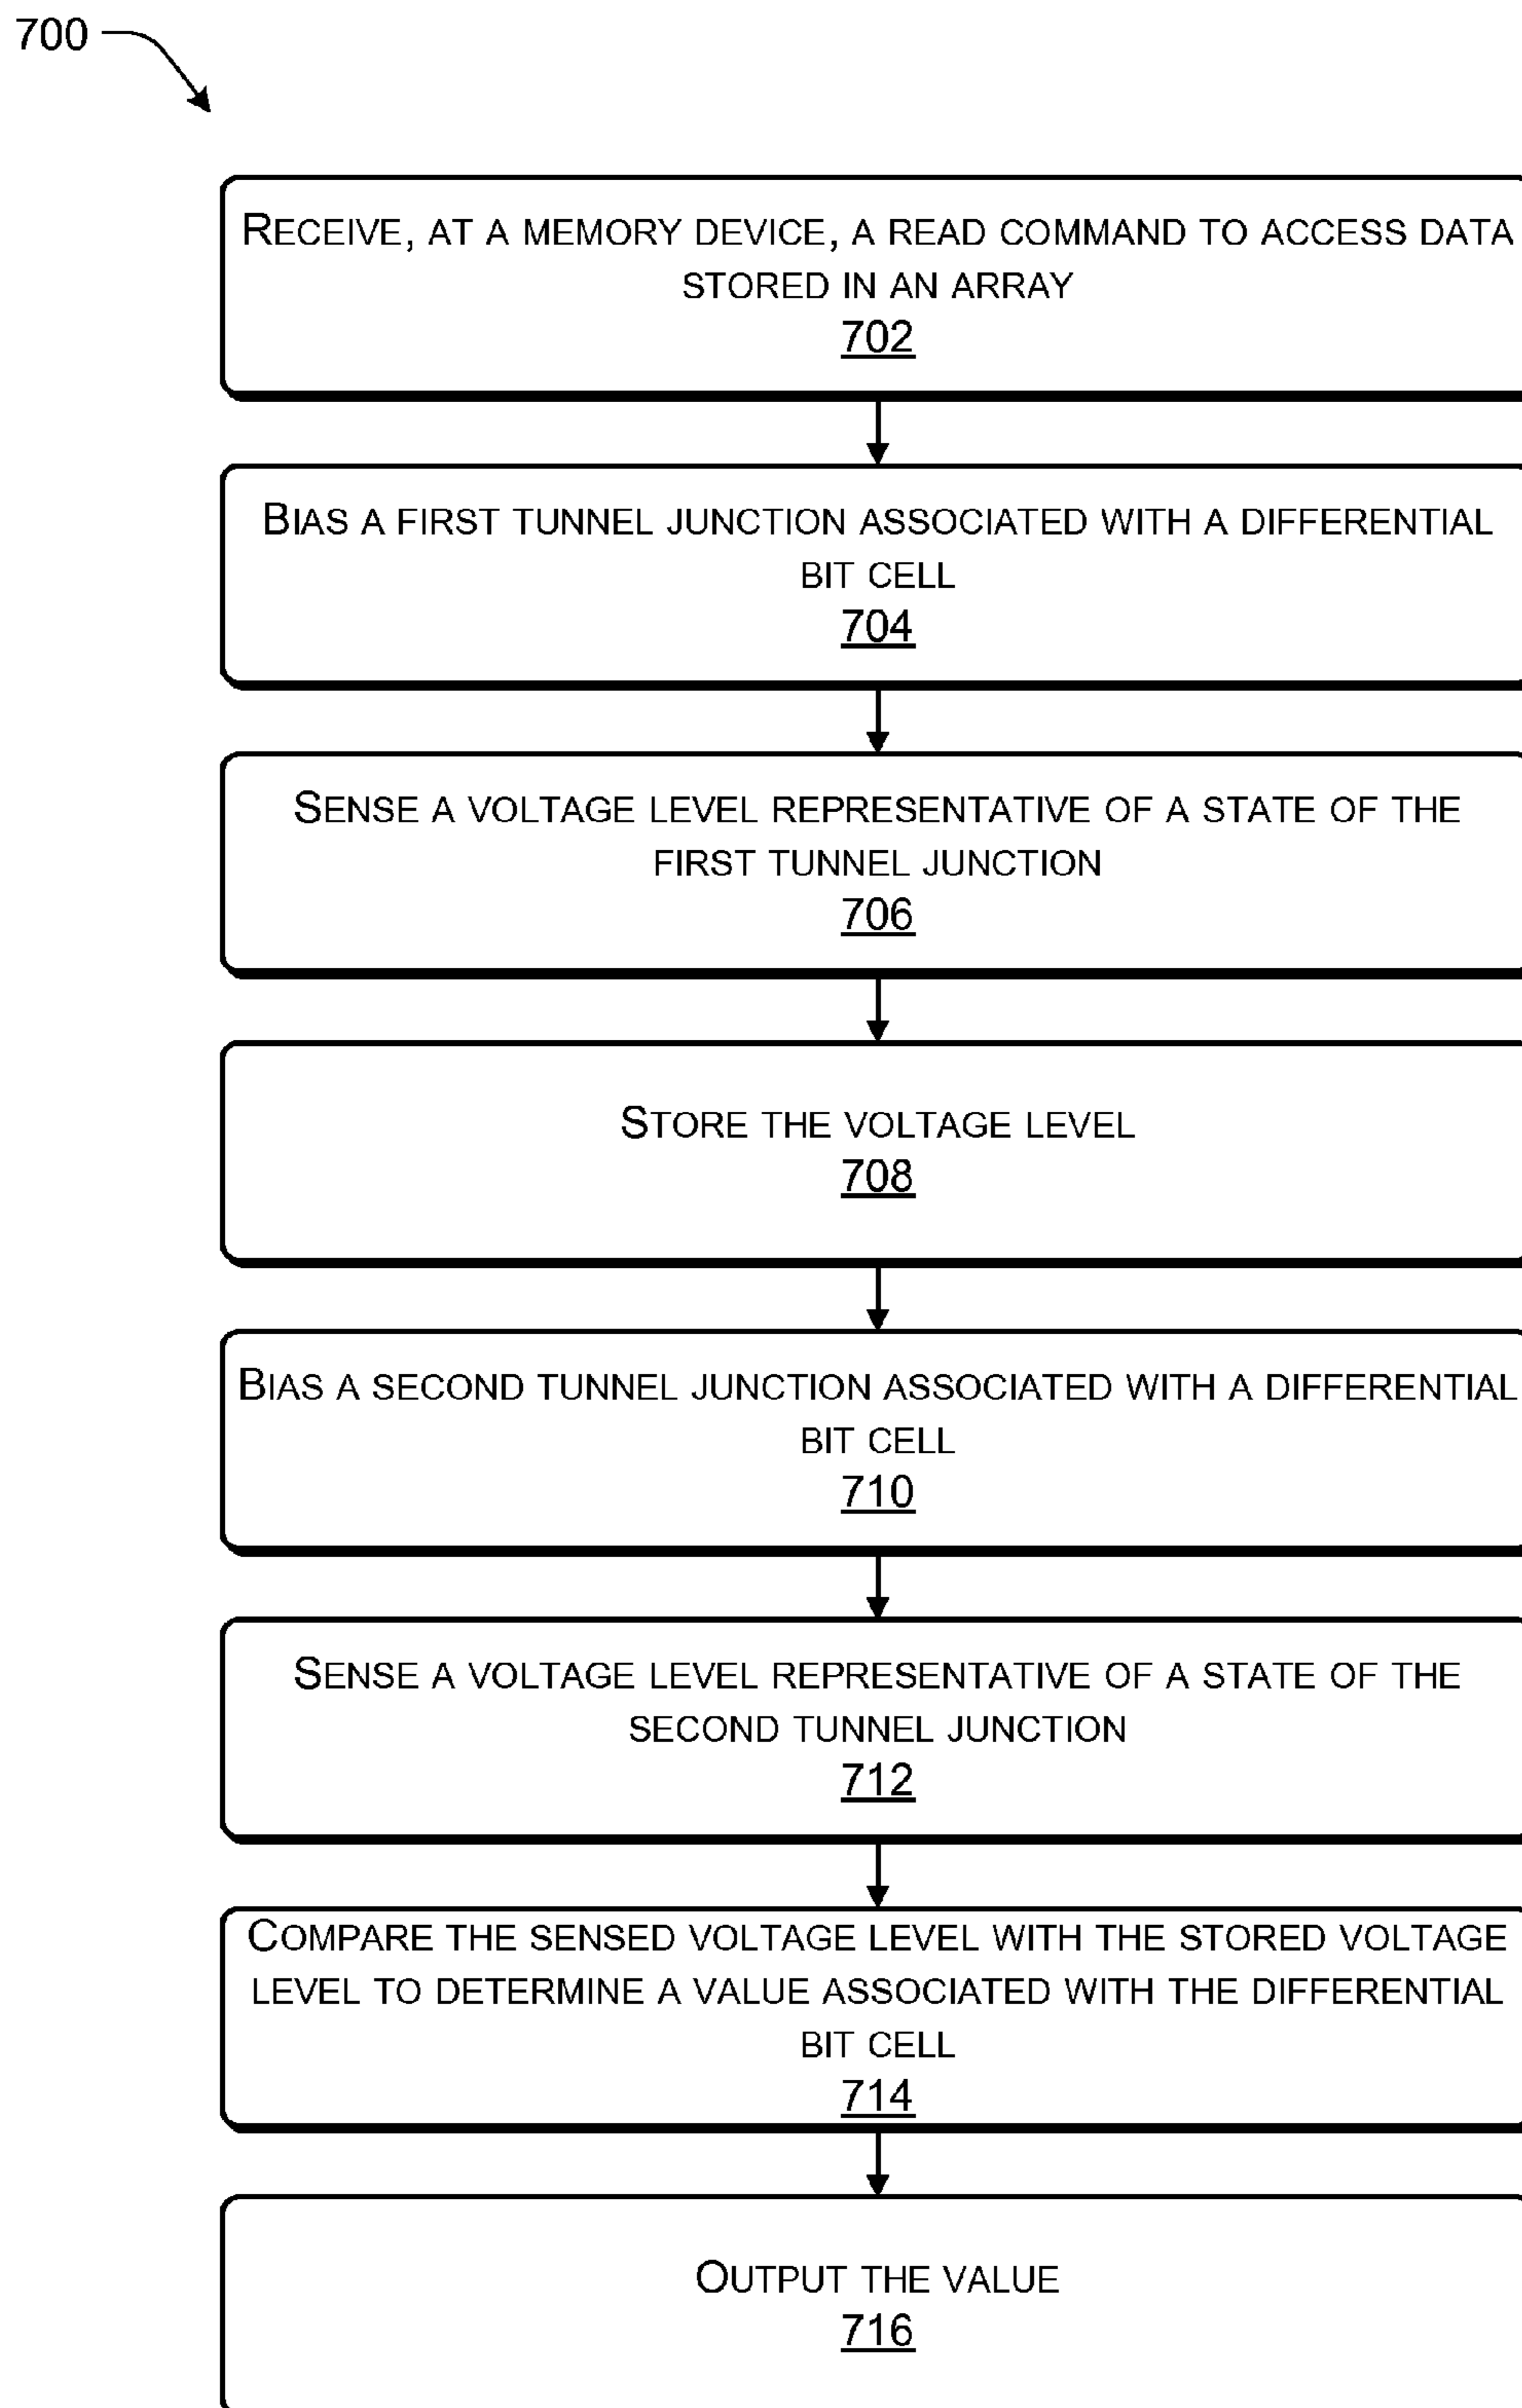 700
RECEIVE, AT A MEMORY DEVICE, A READ COMMAND TO ACCESS DATA
STORED IN AN ARRAY
702
BIAS A FIRST TUNNEL JUNCTION ASSOCIATED WITH A DIFFERENTIAL
BIT CELL
704
SENSE A VOLTAGE LEVEL REPRESENTATIVE OF A STATE OF THE
FIRST TUNNEL JUNCTION
706
STORE THE VOLTAGE LEVEL
708
BIAS A SECOND TUNNEL JUNCTION ASSOCIATED WITH A DIFFERENTIAL
BIT CELL
710
SENSE A VOLTAGE LEVEL REPRESENTATIVE OF A STATE OF THE
SECOND TUNNEL JUNCTION
712
COMPARE THE SENSED VOLTAGE LEVEL WITH THE STORED VOLTAGE
LEVEL TO DETERMINE A VALUE ASSOCIATED WITH THE DIFFERENTIAL
BIT CELL
714
OUTPUT THE VALUE
716